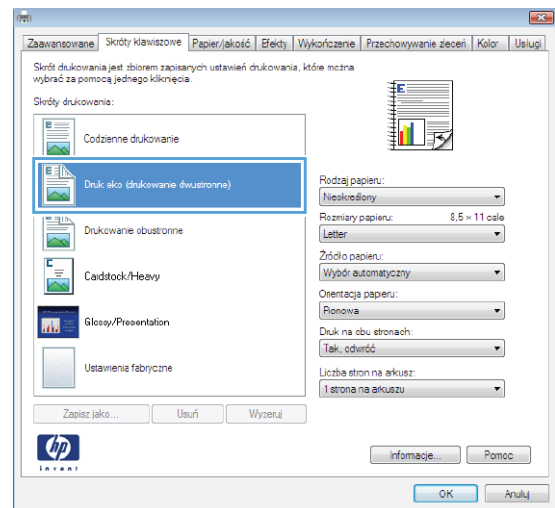 Zaawansowane Skróty klawiszowe Papier/jakość Efekty Wykończenie Przechowywanie zleceń Kolor Usługi
Skrót drukowania jest zbiorem zapisanych ustawień drukowania, które można
wybrać za pomocą jednego kliknięcia.
Skróty drukowania:
Codzienne drukowanie
Druk eko (drukowanie dwustronne)
Drukowanie obustronne
Cardstock/Heavy
Glossy/Presentation
Ustawienia fabryczne
Zapisz jako... Usuń Wyzeruj
Rodzaj papieru:
Nieokreślony
Rozmiary papieru: 8,5 × 11 cale
Letter
Źródło papieru:
Wybór automatyczny
Orientacja papieru:
Pionowa
Druk na obu stronach:
Tak, odwróć
Liczba stron na arkusz:
1 strona na arkuszu
hp
invent
Informacje... Pomoc
OK Anuluj